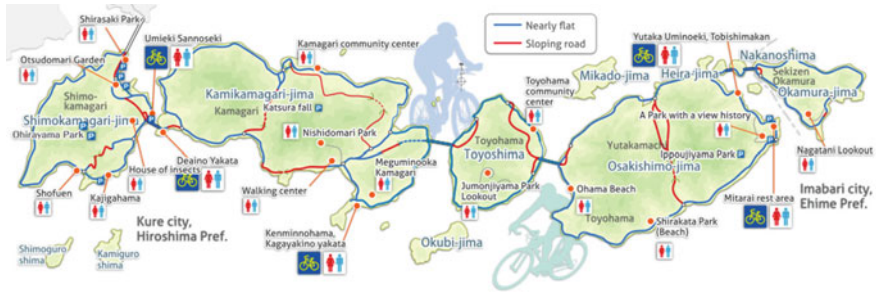 Shirasaki Park
Otsudomari Garden
Umieki Sannoseki
Kamagari community center
Nearly flat
Sloping road
Yutaka Uminoeki, Tobishimakan
Nakanoshima
Heira-jima
Mikado-jima
Sekizen
Okamura
Okamura-jima
Toyohama
community
center
Shimo-
kamagari
Shimokamagari-jin
Ohirayama Park
Kamikamagari-jima
Kamagari
Katsura fall
Nishidomari Park
A Park with a view history
Toyohama
Toyoshima
Yutakamachi
Ippoujiyama Park
Osakishimo-jima
Nagatani Lookout
Deaino Yakata
House of insects
Meguminooka
Kamagari
Shofuen
Kajigahama
Walking center
Jumonjiyama Park
Lookout
Ohama Beach
Mitarai rest area
Imabari city,
Ehime Pref.
Kure city,
Hiroshima Pref.
Kenminnohama,
Kagayakino yakata
Toyohama
Shirakata Park
(Beach)
Okubi-jima
Shimoguro
shima
Kamiguro
shima